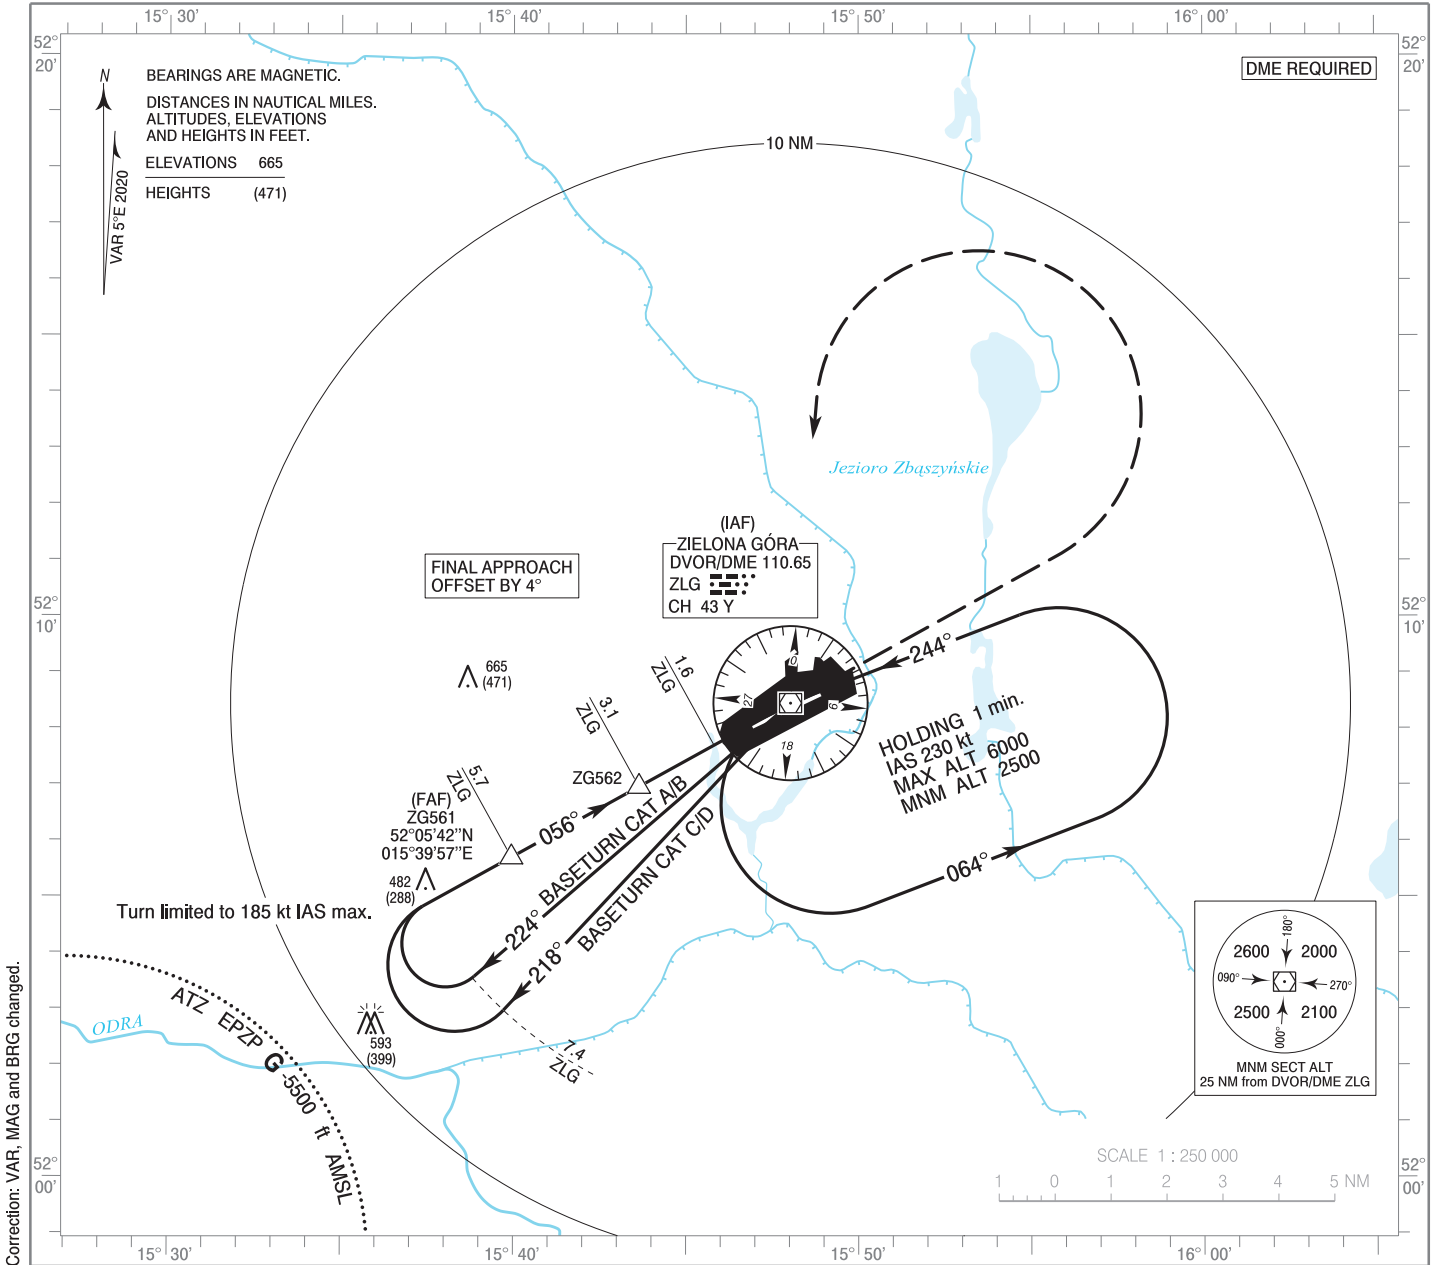 15° 30'
15° 40'
15° 50'
16° 00'
52°
20'
52°
20'
N
VAR 5°E 2020
BEARINGS ARE MAGNETIC.
DISTANCES IN NAUTICAL MILES.
ALTITUDES, ELEVATIONS
AND HEIGHTS IN FEET.
ELEVATIONS 665
HEIGHTS (471)
DME REQUIRED
10 NM
Jezioro Zbąszyńskie
(IAF)
ZIELONA GÓRA
DVOR/DME 110.65
ZLG
CH 43 Y
FINAL APPROACH
OFFSET BY 4°
52°
10'
52°
10'
665
(471)
1.6
ZLG
3.1
ZLG
5.7
ZLG
0
27
9
18
244°
HOLDING 1 min.
IAS 230 kt
MAX ALT 6000
MNM ALT 2500
064°
ZG562
(FAF)
ZG561
52°05'42"N
015°39'57"E
056°
482
(288)
224° BASETURN CAT A/B
218° BASETURN CAT C/D
Turn limited to 185 kt IAS max.
7.4
ZLG
593
(399)
ATZ EPZP G -5500 ft AMSL
ODRA
180°
2600 2000
090° 270°
2500 2100
000°
MNM SECT ALT
25 NM from DVOR/DME ZLG
SCALE 1 : 250 000
1 0 1 2 3 4 5 NM
52°
00'
52°
00'
15° 30'
15° 40'
15° 50'
16° 00'
Correction: VAR, MAG and BRG changed.